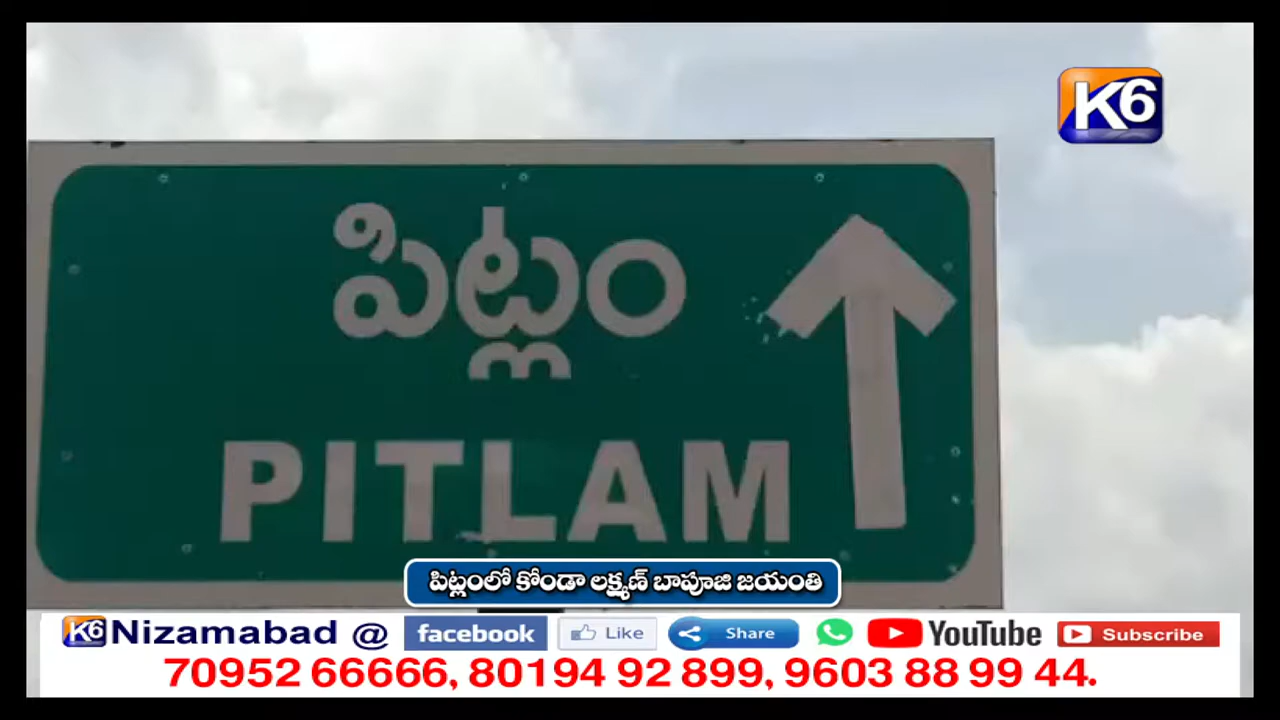 K6
పిట్లం
PITLAM
పిట్లంలో కోండా లక్ష్మణ్ బాపూజి జయంతి
K6 Nizamabad @ facebook Like Share YouTube Subscribe
70952 66666, 80194 92 899, 9603 88 99 44.